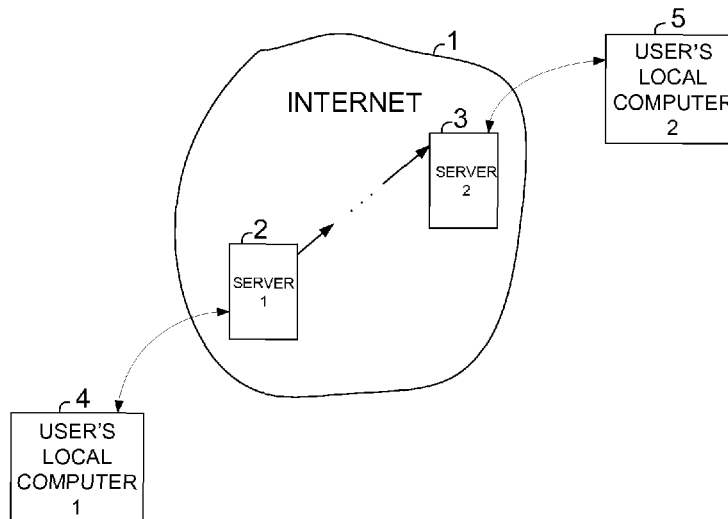 5
USER'S
LOCAL
COMPUTER
2
1
INTERNET
3
SERVER
2
2
SERVER
1
4
USER'S
LOCAL
COMPUTER
1